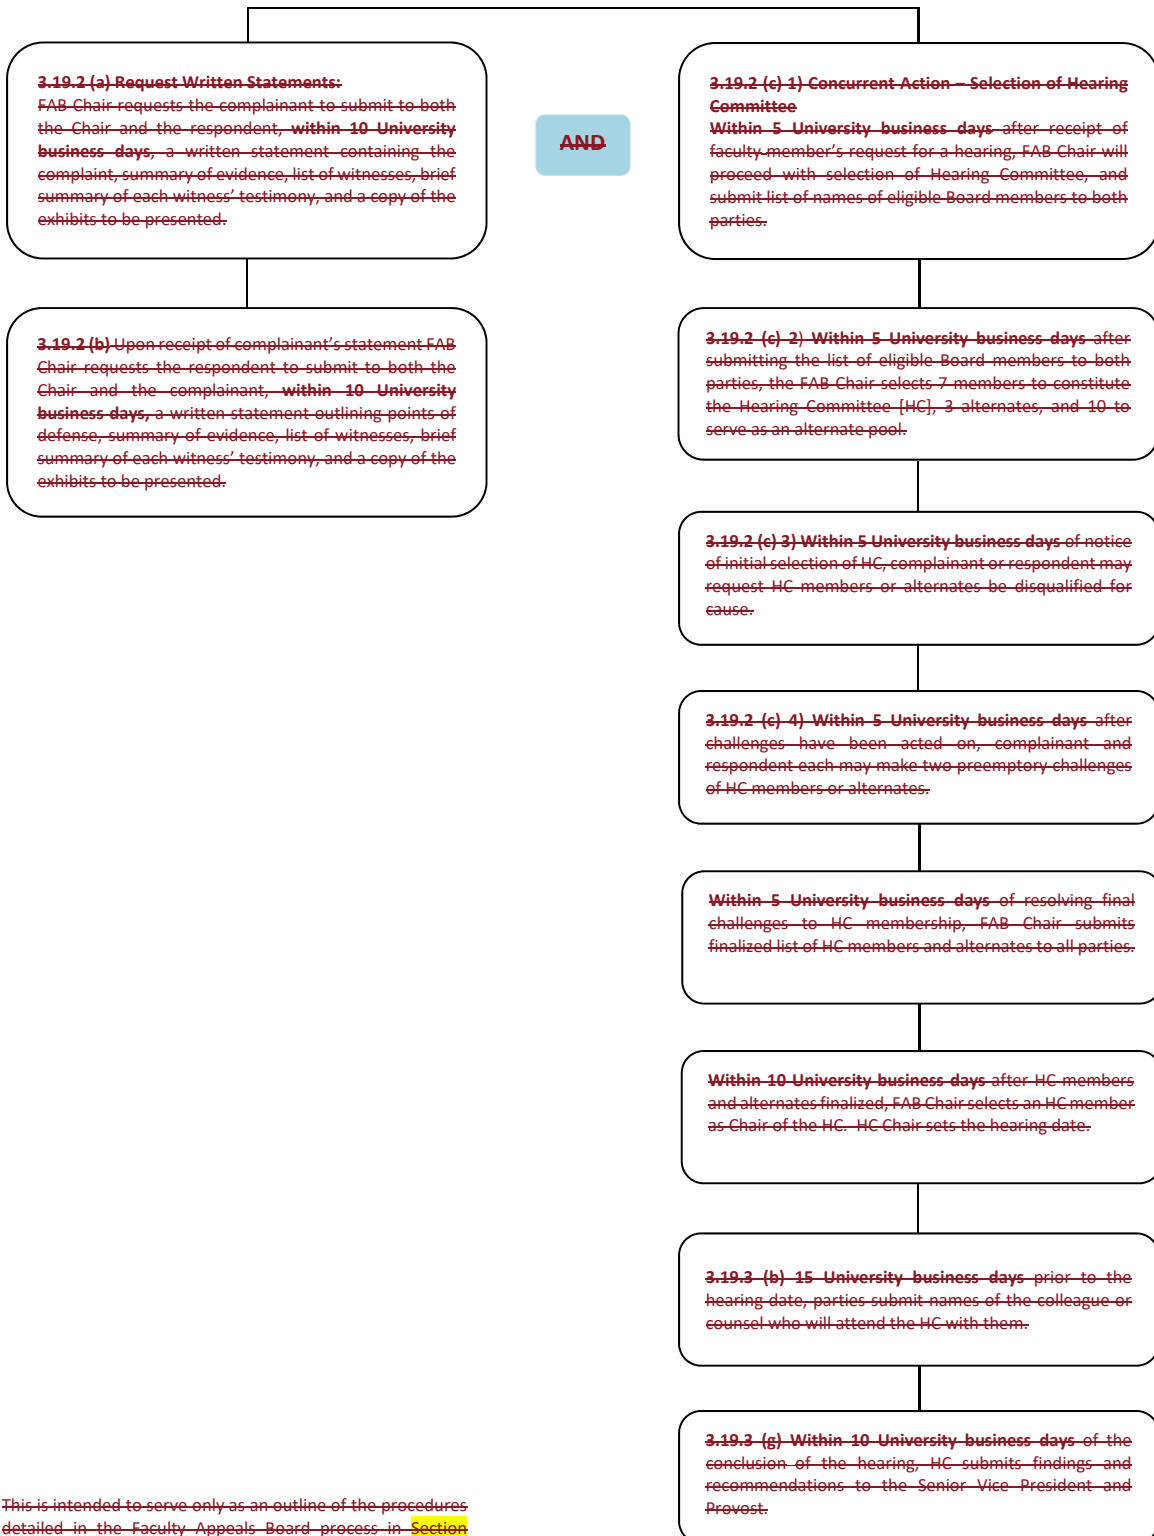 3.19.2 (a) Request Written Statements:
FAB Chair requests the complainant to submit to both
the Chair and the respondent, within 10 University
business days, a written statement containing the
complaint, summary of evidence, list of witnesses, brief
summary of each witness' testimony, and a copy of the
exhibits to be presented.
3.19.2 (b) Upon receipt of complainant's statement FAB
Chair requests the respondent to submit to both the
Chair and the complainant, within 10 University
business days, a written statement outlining points of
defense, summary of evidence, list of witnesses, brief
summary of each witness' testimony, and a copy of the
exhibits to be presented.
AND
3.19.2 (c) 1) Concurrent Action – Selection of Hearing
Committee
Within 5 University business days after receipt of
faculty member's request for a hearing, FAB Chair will
proceed with selection of Hearing Committee, and
submit list of names of eligible Board members to both
parties.
3.19.2 (c) 2) Within 5 University business days after
submitting the list of eligible Board members to both
parties, the FAB Chair selects 7 members to constitute
the Hearing Committee [HC], 3 alternates, and 10 to
serve as an alternate pool.
3.19.2 (c) 3) Within 5 University business days of notice
of initial selection of HC, complainant or respondent may
request HC members or alternates be disqualified for
cause.
3.19.2 (c) 4) Within 5 University business days after
challenges have been acted on, complainant and
respondent each may make two preemptory challenges
of HC members or alternates.
Within 5 University business days of resolving final
challenges to HC membership, FAB Chair submits
finalized list of HC members and alternates to all parties.
Within 10 University business days after HC members
and alternates finalized, FAB Chair selects an HC member
as Chair of the HC. HC Chair sets the hearing date.
3.19.3 (b) 15 University business days prior to the
hearing date, parties submit names of the colleague or
counsel who will attend the HC with them.
3.19.3 (g) Within 10 University business days of the
conclusion of the hearing, HC submits findings and
recommendations to the Senior Vice President and
Provost.
This is intended to serve only as an outline of the procedures
detailed in the Faculty Appeals Board process in Section